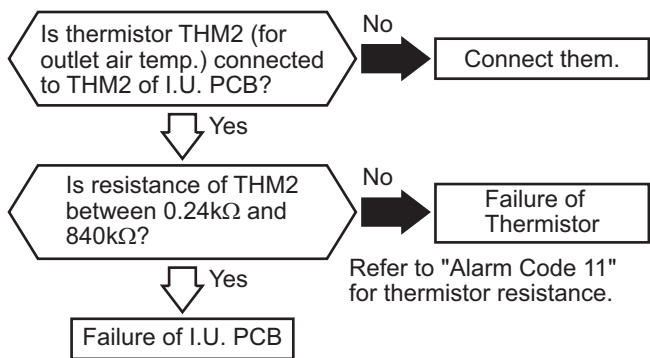 Is thermistor THM2 (for
outlet air temp.) connected
to THM2 of I.U. PCB?
No
Connect them.
Yes
Is resistance of THM2
between 0.24kΩ and
840kΩ?
No
Failure of
Thermistor
Refer to "Alarm Code 11"
for thermistor resistance.
Yes
Failure of I.U. PCB